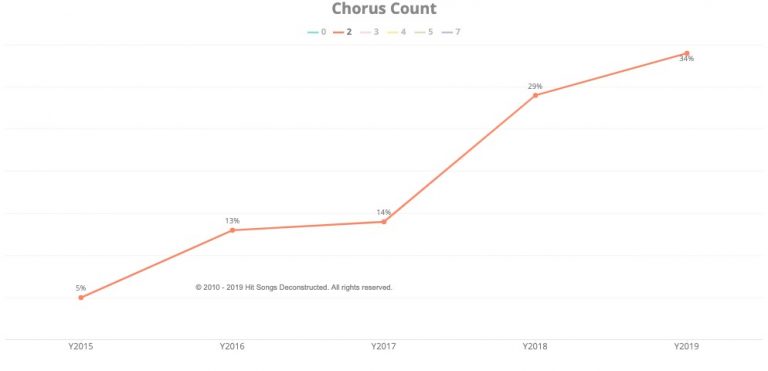 Chorus Count
0 2 3 4 5 7
34%
29%
14%
13%
5%
© 2010 - 2019 Hit Songs Deconstructed. All rights reserved.
Y2015 Y2016 Y2017 Y2018 Y2019